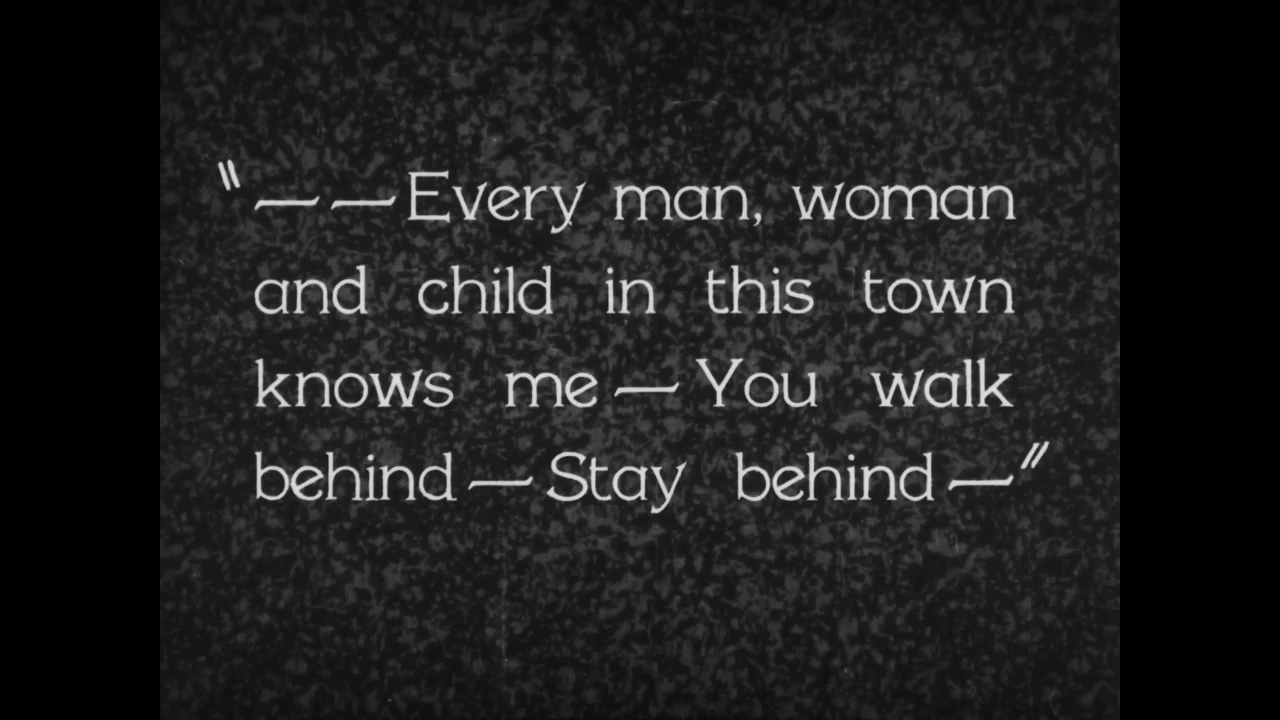 "——Every man, woman
and child in this town
knows me—You walk
behind—Stay behind—"